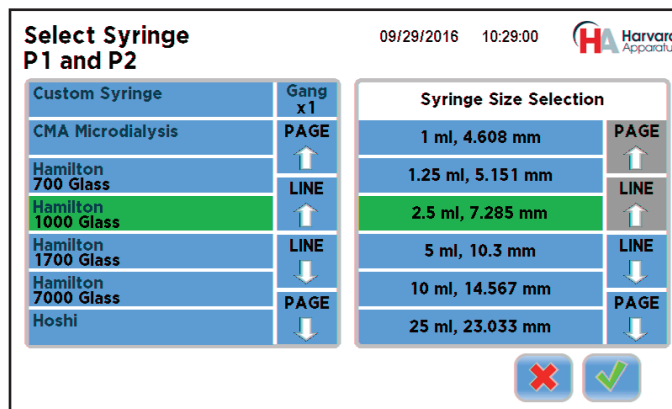 Select Syringe
P1 and P2
09/29/2016 10:29:00
HA Harvard
Apparatu
Custom Syringe
Gang
x1
CMA Microdialysis
Hamilton
700 Glass
Hamilton
1000 Glass
Hamilton
1700 Glass
Hamilton
7000 Glass
Hoshi
PAGE
LINE
LINE
PAGE
Syringe Size Selection
1 ml, 4.608 mm
1.25 ml, 5.151 mm
2.5 ml, 7.285 mm
5 ml, 10.3 mm
10 ml, 14.567 mm
25 ml, 23.033 mm
PAGE
LINE
LINE
PAGE